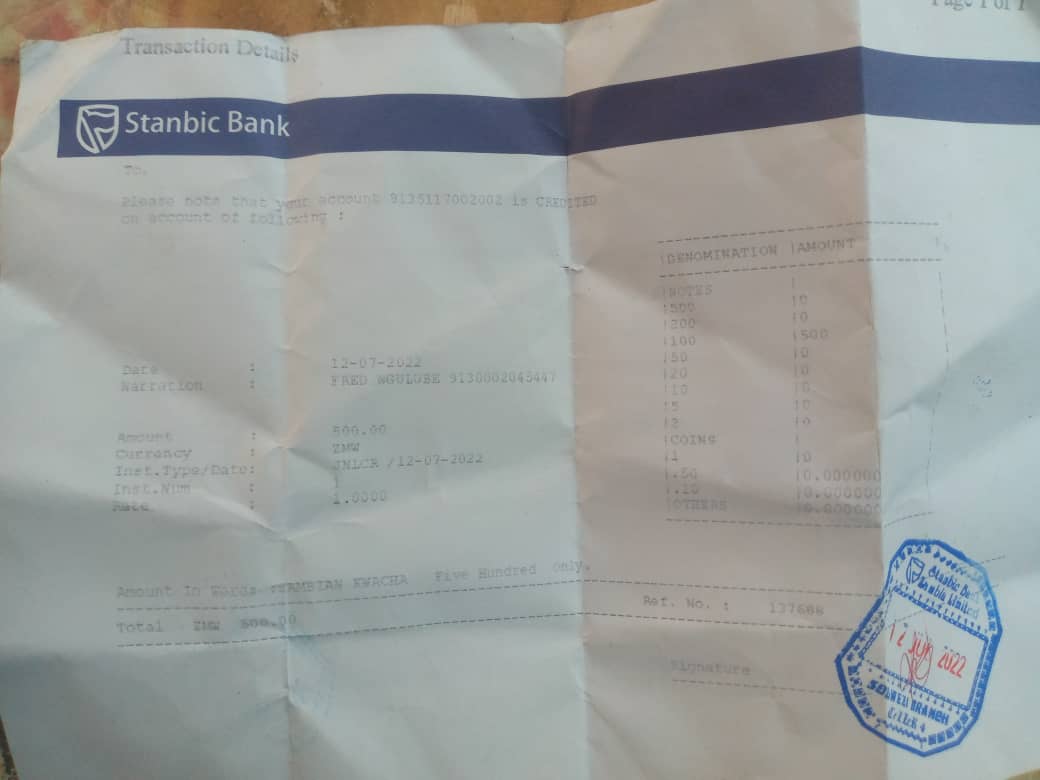 Page 1 of 1
Transaction Details
Stanbic Bank
To,
Please note that your account 9135117002002 is CREDITED
on account of following :
|DENOMINATION |AMOUNT
|NOTES |
|500 |0
|200 |0
|100 |500
|50 |0
|20 |0
|10 |0
|5 |0
|2 |0
|COINS |
|1 |0
|.50 |0.000000
|.10 |0.000000
|OTHERS |0.000000
Date : 12-07-2022
Narration : FRED NGULUBE 9130002045447
Amount : 500.00
Currency : ZMW
Inst.Type/Date: JNLCR /12-07-2022
Inst.Num :
Rate : 1.0000
Amount In Words :ZAMBIAN KWACHA Five Hundred Only.
Total ZMW 500.00
Ref. No. : 137688
Signature
Stanbic Bank
Zambia Limited
12 JUL 2022
SOLWEZI BRANCH